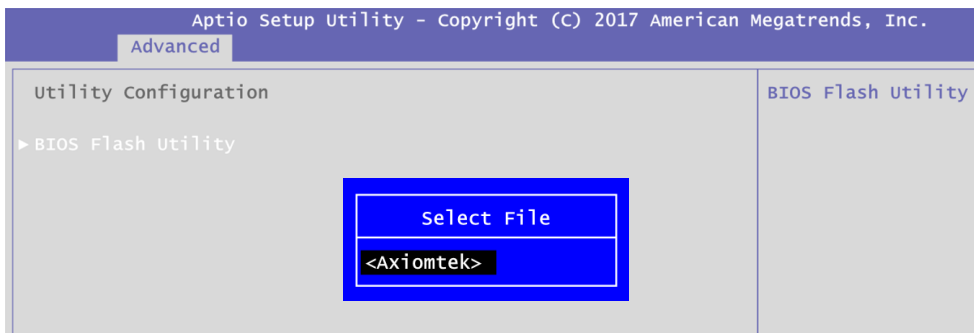 Aptio Setup Utility - Copyright (C) 2017 American Megatrends, Inc.
Advanced
Utility Configuration
BIOS Flash Utility
►BIOS Flash Utility
Select File
<Axiomtek>